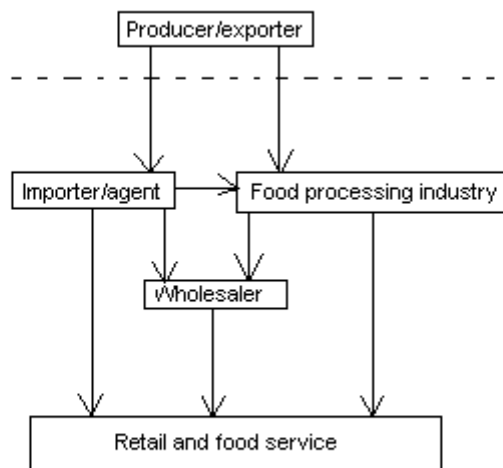 Producer/exporter
Importer/agent
Food processing industry
Wholesaler
Retail and food service